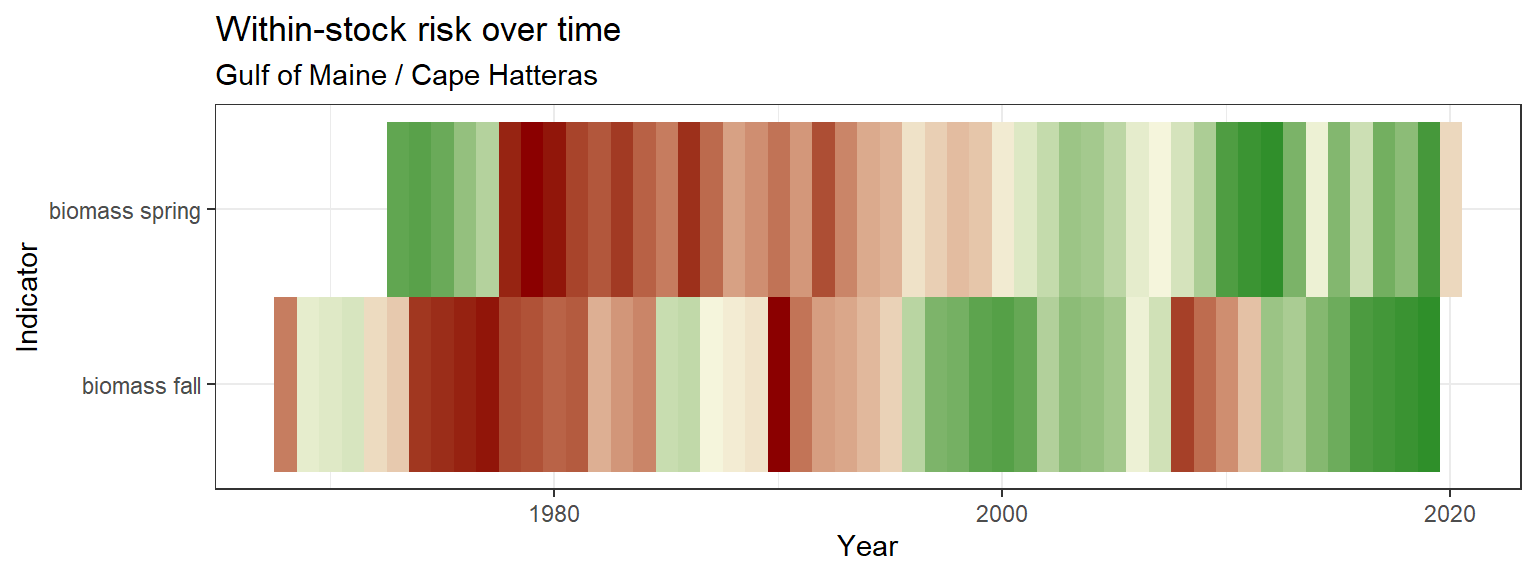 Within-stock risk over time
Gulf of Maine / Cape Hatteras
Indicator
biomass spring
biomass fall
1980
2000
2020
Year